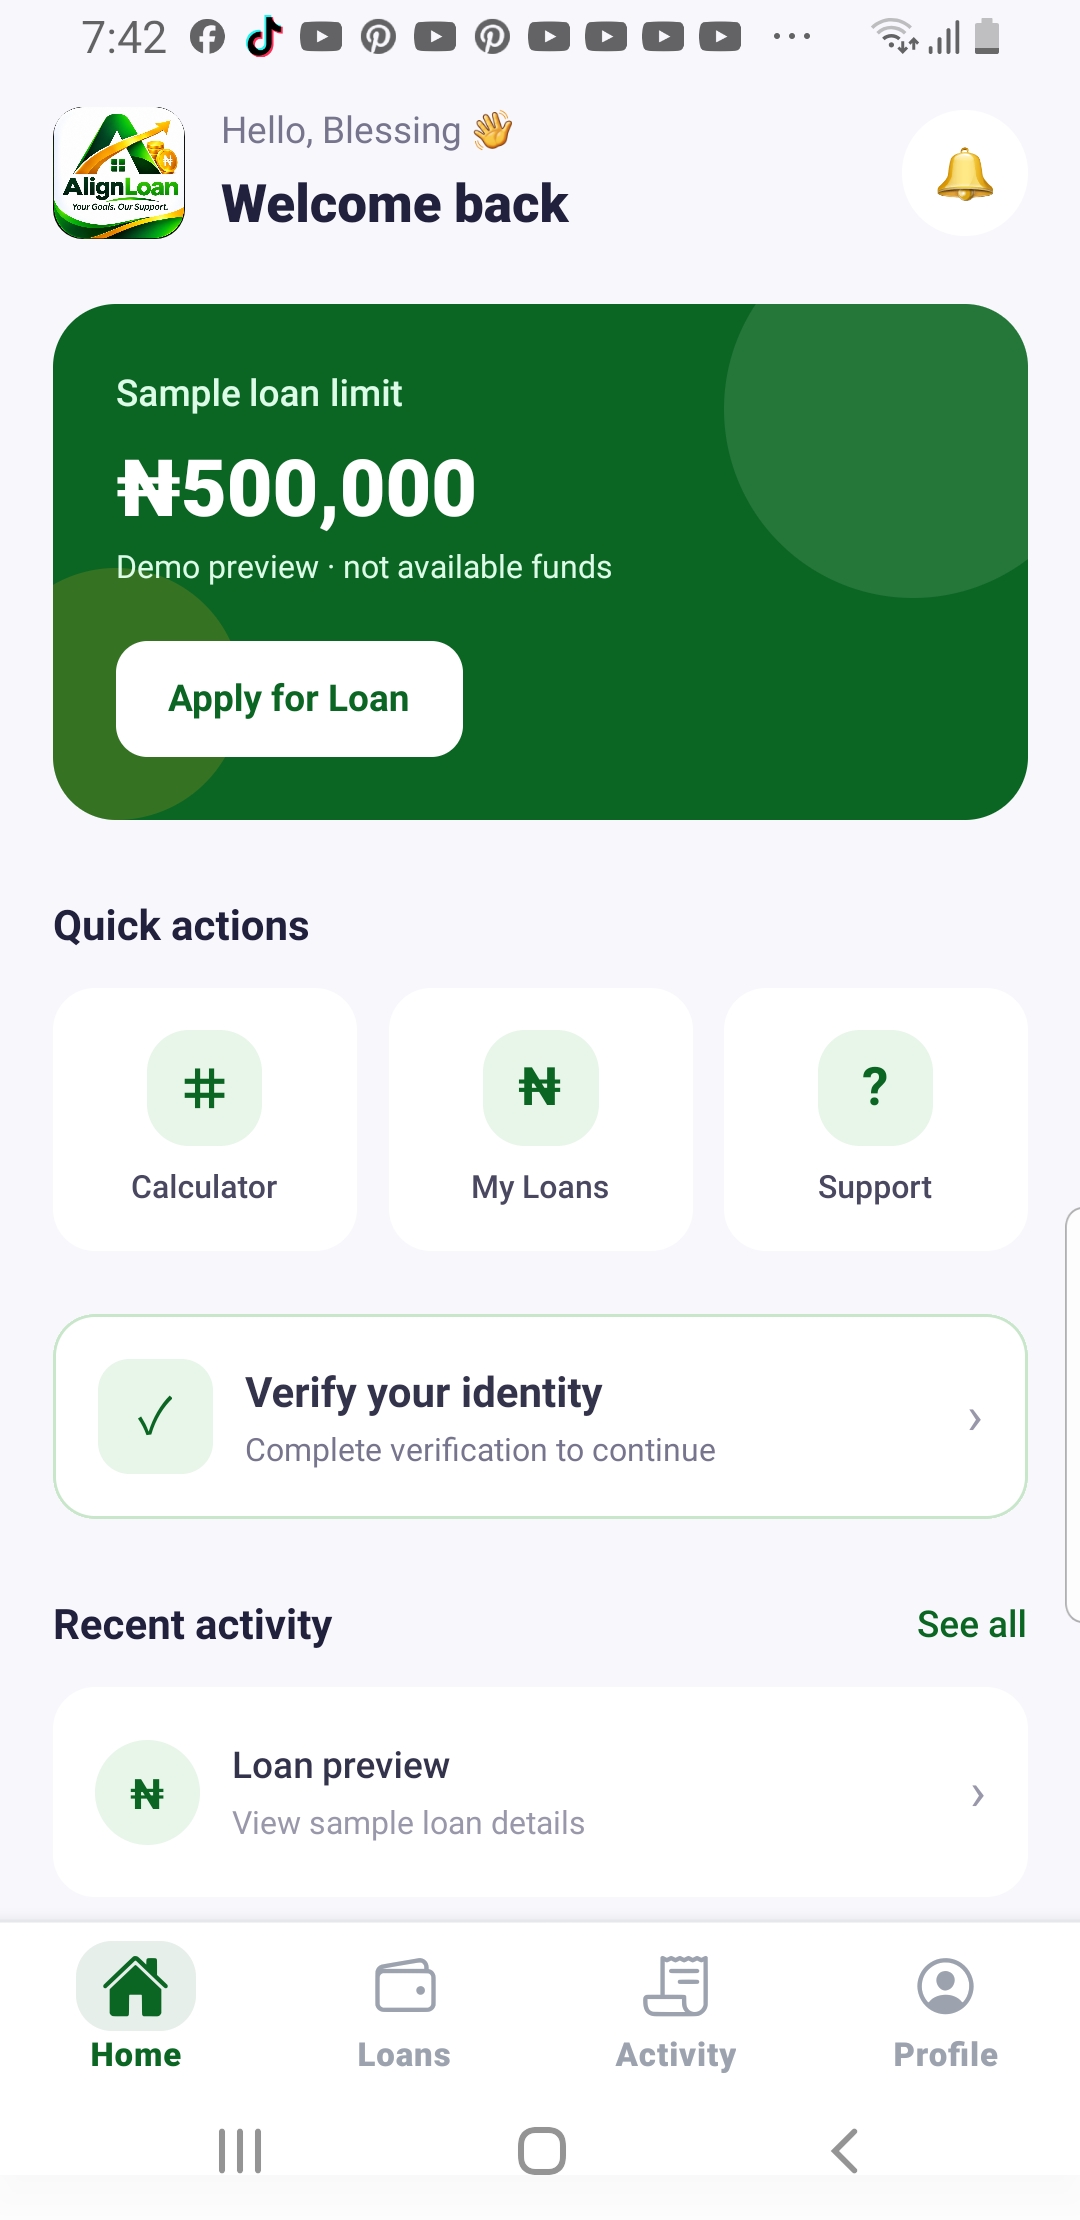 7:42
AlignLoan
Your Goals. Our Support.
Hello, Blessing 👋
Welcome back
Sample loan limit
₦500,000
Demo preview · not available funds
Apply for Loan
Quick actions
#
Calculator
₦
My Loans
?
Support
✓
Verify your identity
Complete verification to continue
›
Recent activity
See all
₦
Loan preview
View sample loan details
›
Home
Loans
Activity
Profile